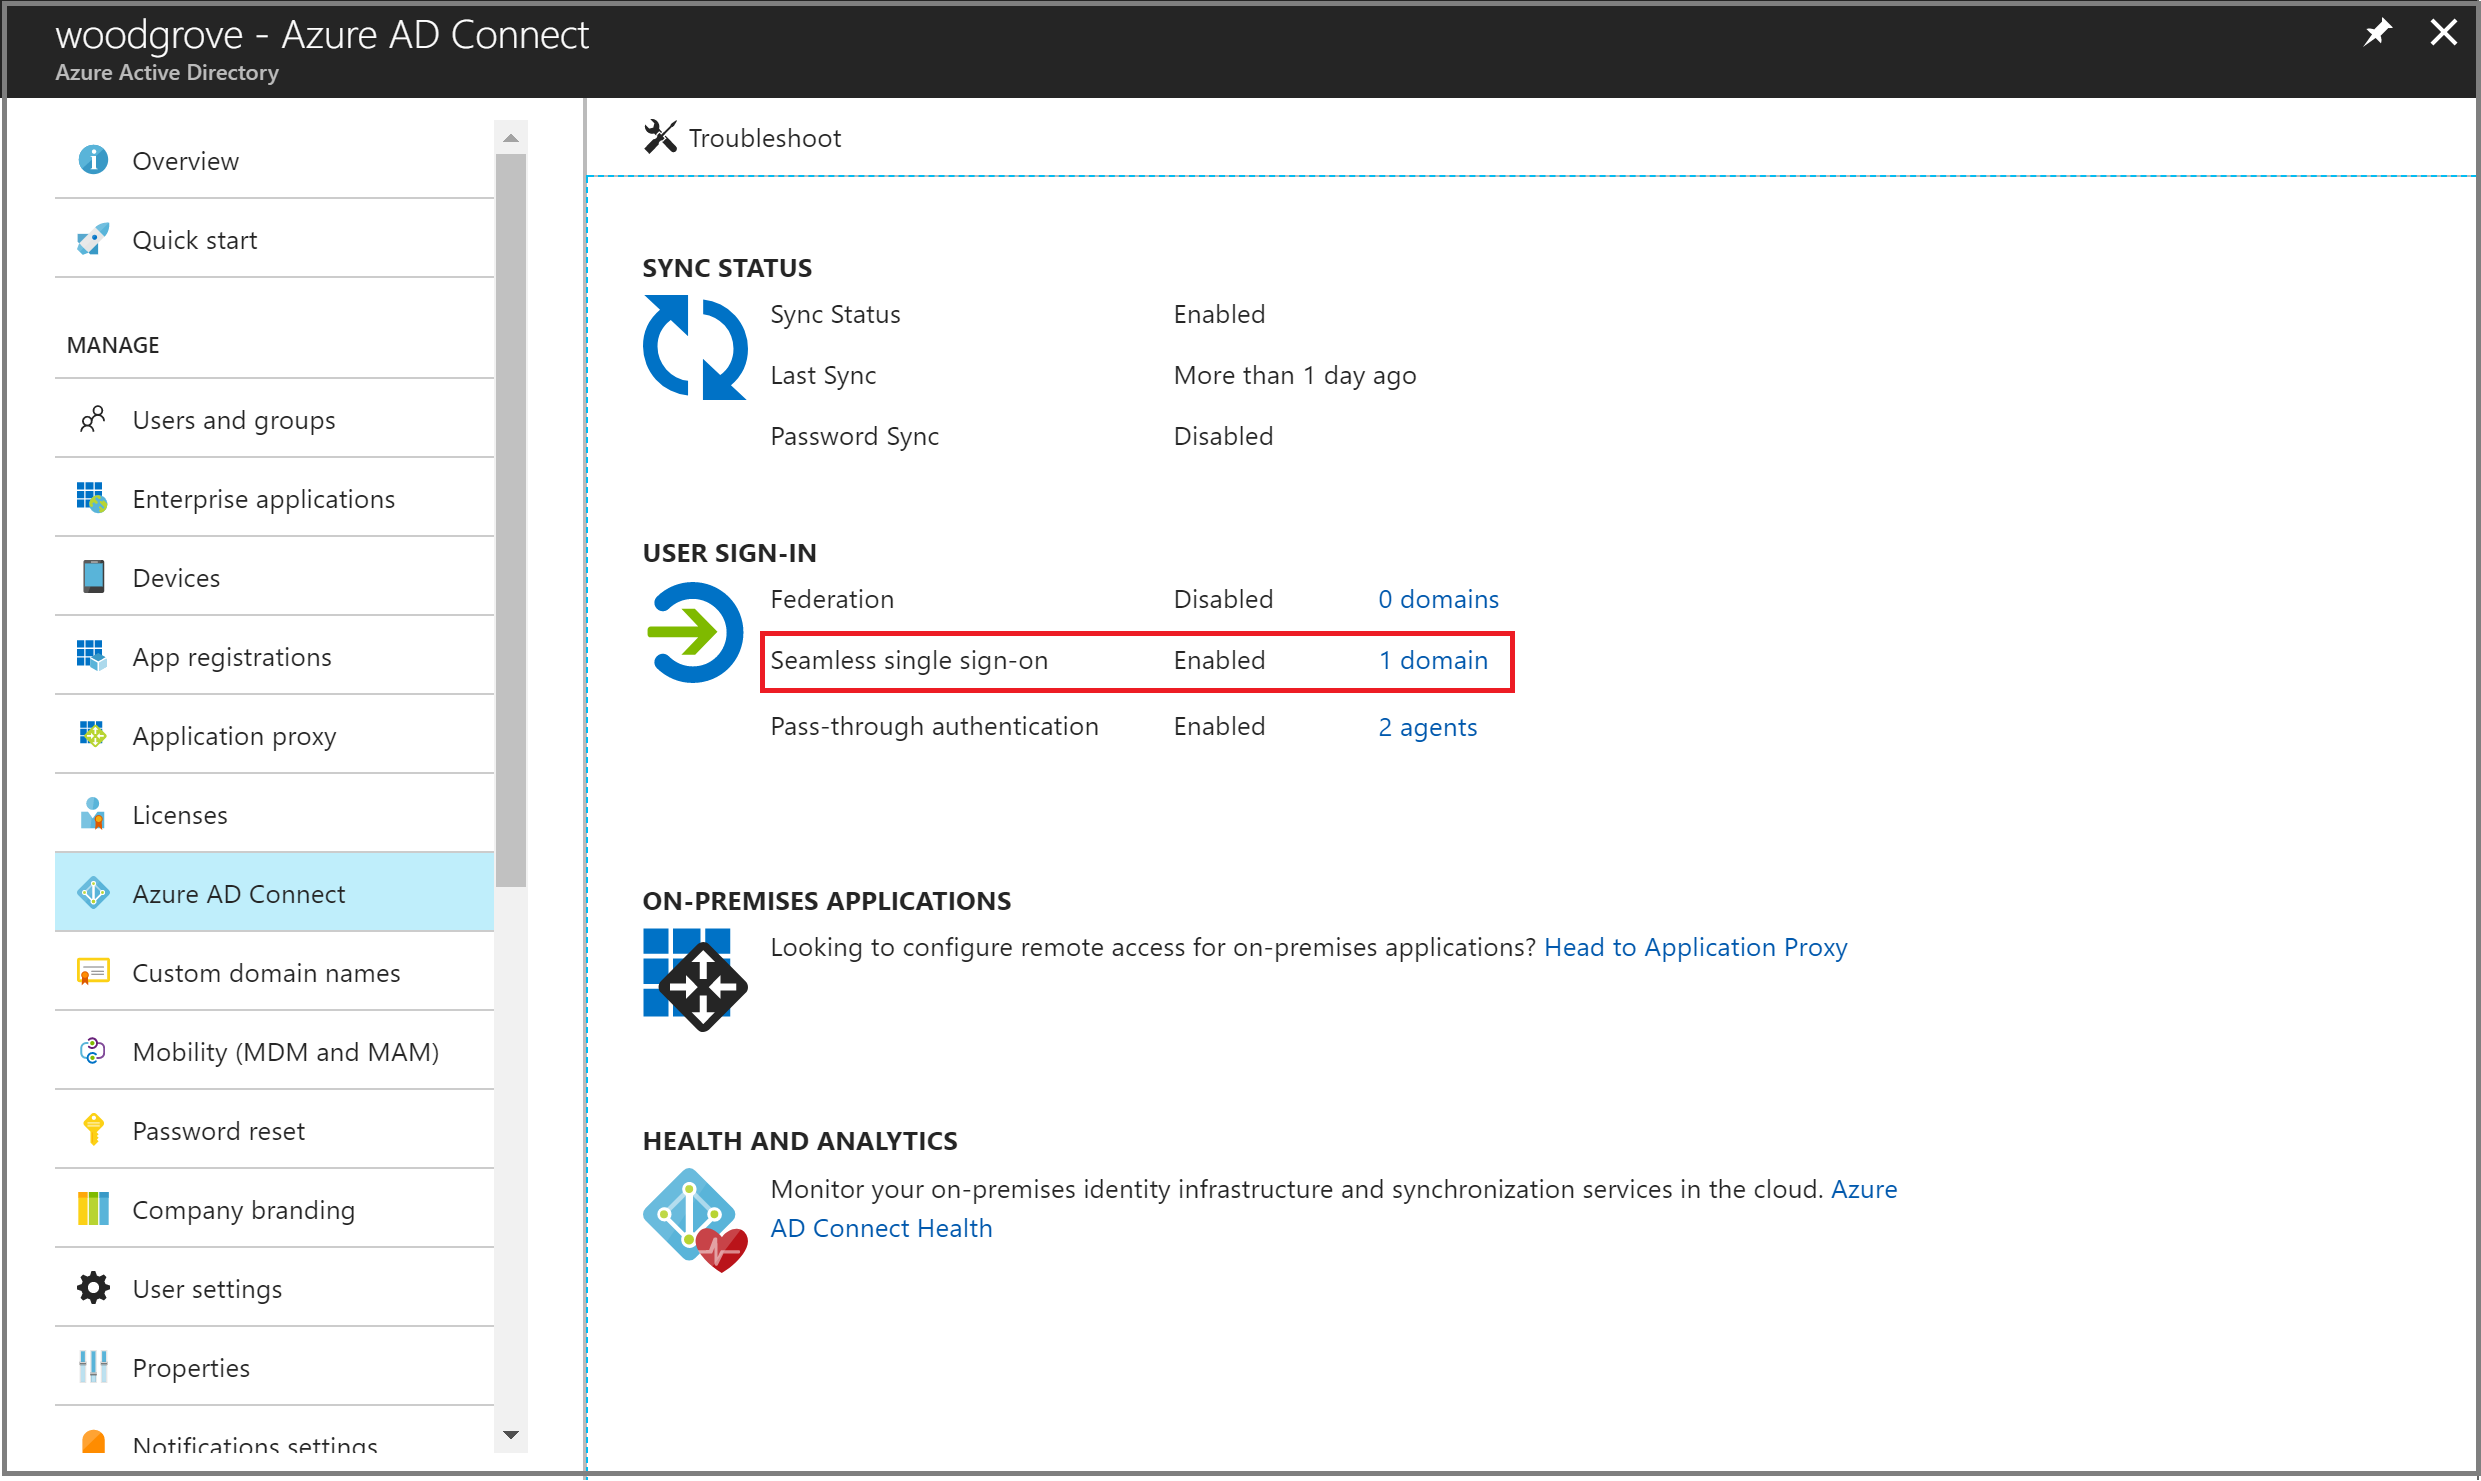 woodgrove - Azure AD Connect
Azure Active Directory
Overview
Quick start
MANAGE
Users and groups
Enterprise applications
Devices
App registrations
Application proxy
Licenses
Azure AD Connect
Custom domain names
Mobility (MDM and MAM)
Password reset
Company branding
User settings
Properties
Notifications settings
Troubleshoot
SYNC STATUS
Sync Status Enabled
Last Sync More than 1 day ago
Password Sync Disabled
USER SIGN-IN
Federation Disabled 0 domains
Seamless single sign-on Enabled 1 domain
Pass-through authentication Enabled 2 agents
ON-PREMISES APPLICATIONS
Looking to configure remote access for on-premises applications? Head to Application Proxy
HEALTH AND ANALYTICS
Monitor your on-premises identity infrastructure and synchronization services in the cloud. Azure
AD Connect Health